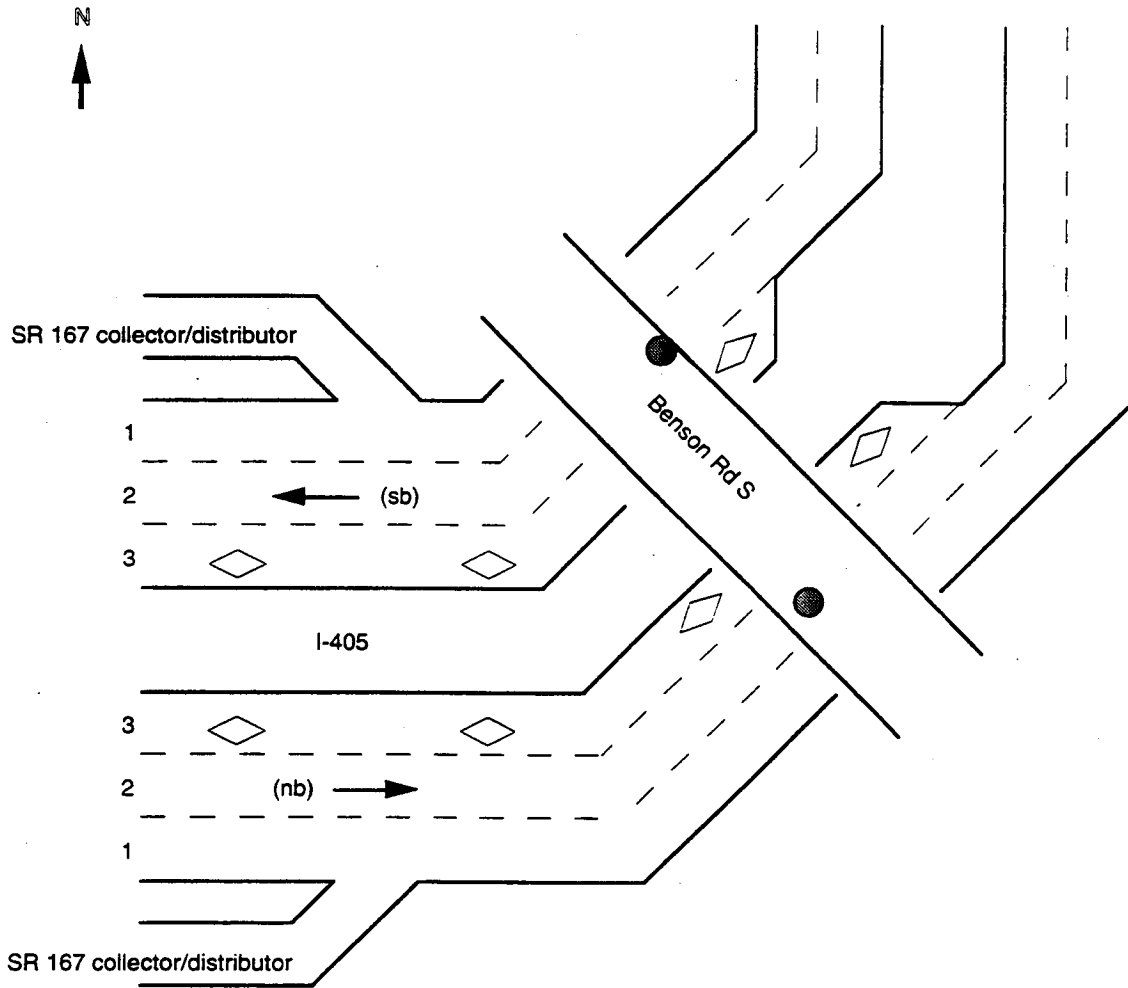 N
SR 167 collector/distributor
1
2
(sb)
3
Benson Rd S
I-405
3
2
(nb)
1
SR 167 collector/distributor